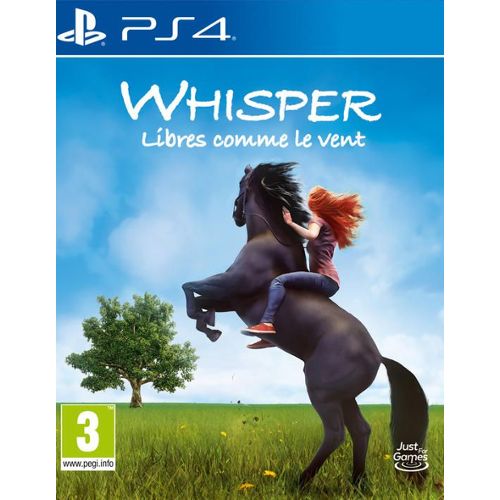 PS4
WHISPER
Libres comme le vent
3
www.pegi.info
Just
For
Games